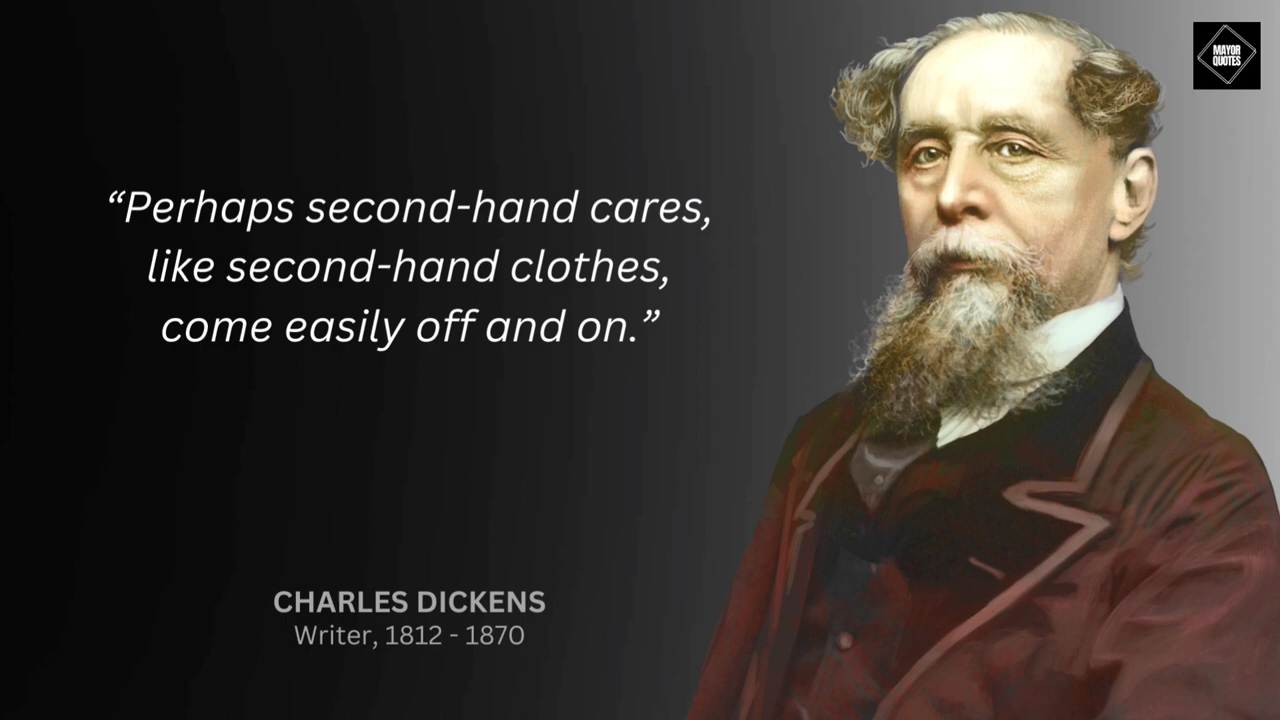 MAYOR
QUOTES
“Perhaps second-hand cares,
like second-hand clothes,
come easily off and on.”
CHARLES DICKENS
Writer, 1812 - 1870